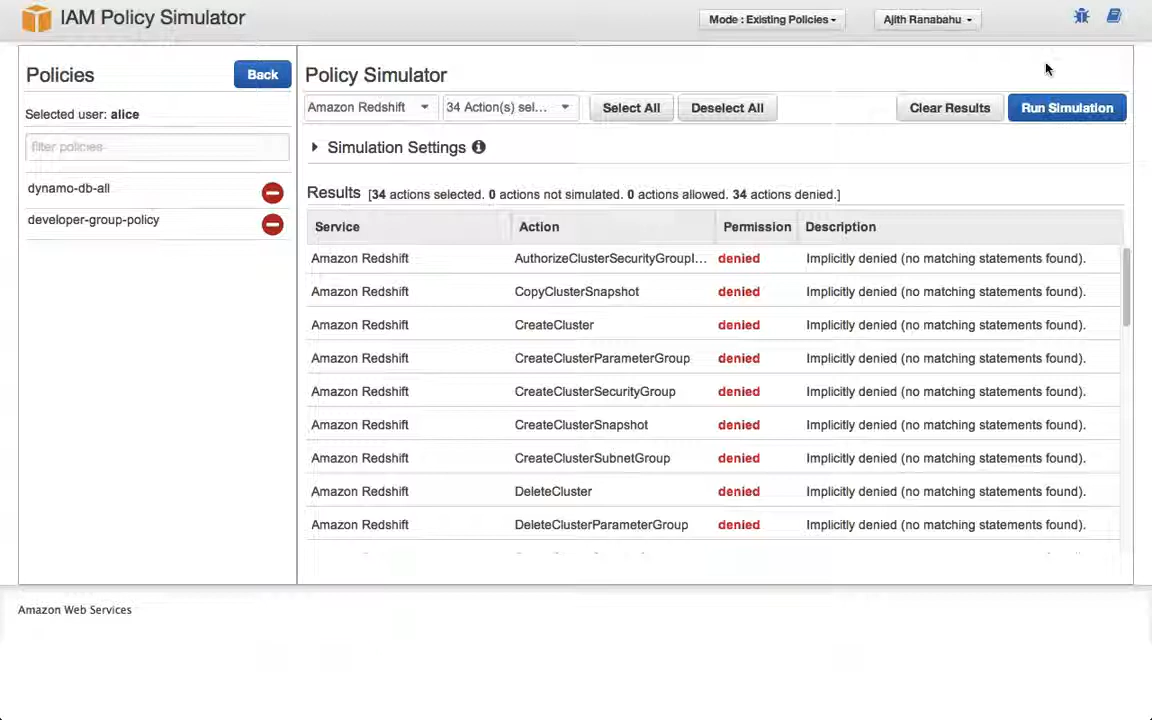 IAM Policy Simulator
Mode : Existing Policies
Ajith Ranabahu
Policies
Back
Selected user: alice
filter policies
dynamo-db-all
developer-group-policy
Policy Simulator
Amazon Redshift
34 Action(s) sel...
Select All
Deselect All
Clear Results
Run Simulation
Simulation Settings
Results [34 actions selected. 0 actions not simulated. 0 actions allowed. 34 actions denied.]
Service Action Permission Description
Amazon Redshift AuthorizeClusterSecurityGroupI... denied Implicitly denied (no matching statements found).
Amazon Redshift CopyClusterSnapshot denied Implicitly denied (no matching statements found).
Amazon Redshift CreateCluster denied Implicitly denied (no matching statements found).
Amazon Redshift CreateClusterParameterGroup denied Implicitly denied (no matching statements found).
Amazon Redshift CreateClusterSecurityGroup denied Implicitly denied (no matching statements found).
Amazon Redshift CreateClusterSnapshot denied Implicitly denied (no matching statements found).
Amazon Redshift CreateClusterSubnetGroup denied Implicitly denied (no matching statements found).
Amazon Redshift DeleteCluster denied Implicitly denied (no matching statements found).
Amazon Redshift DeleteClusterParameterGroup denied Implicitly denied (no matching statements found).
Amazon Web Services